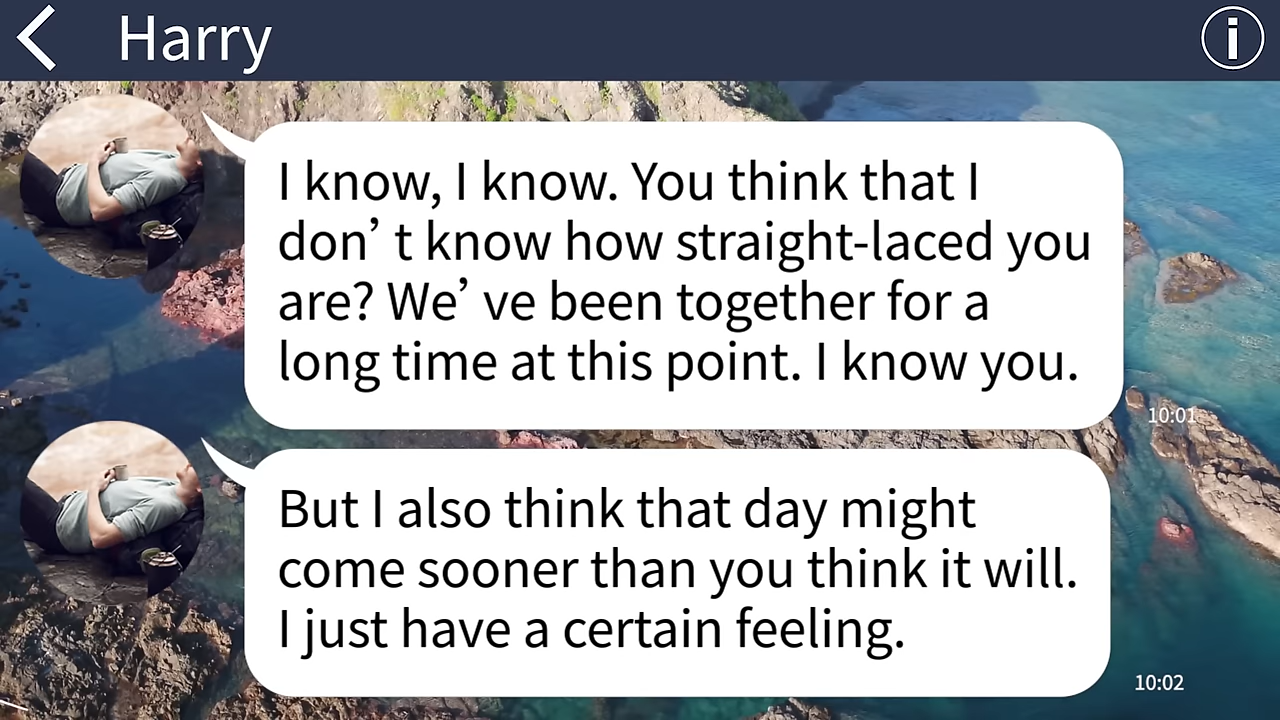 Harry
I know, I know. You think that I
don’ t know how straight-laced you
are? We’ ve been together for a
long time at this point. I know you.
10:01
But I also think that day might
come sooner than you think it will.
I just have a certain feeling.
10:02